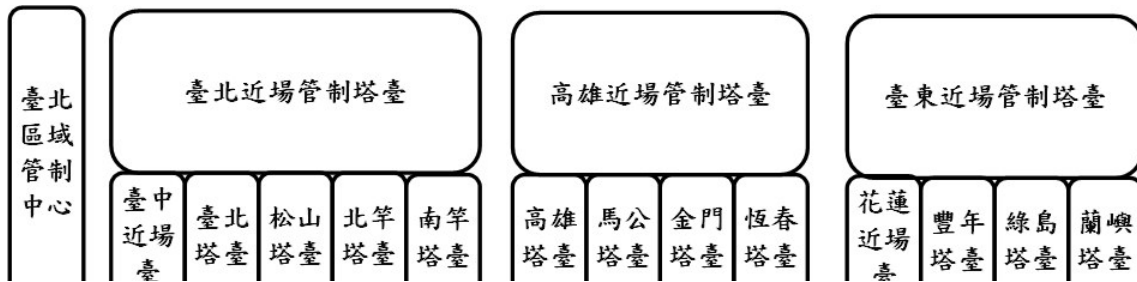 臺北
區域
管制
中心
臺北近場管制塔臺
臺中
近場
臺
臺北
塔臺
松山
塔臺
北竿
塔臺
南竿
塔臺
高雄近場管制塔臺
高雄
塔臺
馬公
塔臺
金門
塔臺
恆春
塔臺
臺東近場管制塔臺
花蓮
近場
臺
豐年
塔臺
綠島
塔臺
蘭嶼
塔臺